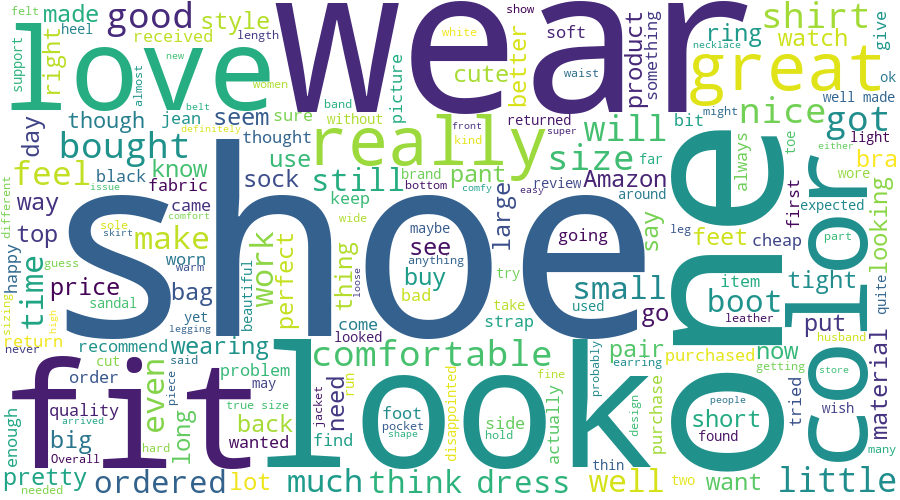 felt
heel
made
good
style
received
right
support
length
almost
love
new
women
band
belt
definitely
wear
show
soft
white
necklace
waist
cute
better
product
something
picture
without
returned
shirt
ring
watch
give
great
ok
well made
nice
got
light
day
though
jean
seem
sure
bought
thought
really
front
kind
super
will
bit
might
either
toe
bra
feel
know
use
still
pant
brand
bottom
comfy
easy
size
far
Amazon
review
around
always
wore
way
black
fabric
sock
keep
large
first
expected
different
issue
came
top
sole
skirt
comfort
make
wide
maybe
see
anything
going
say
leg
feet
cheap
part
looking
quite
happy
guess
worn
warm
beautiful
work
perfect
loose
thing
shoe
buy
bad
try
take
small
one
item
tight
color
time
price
sandal
yet
bag
legging
strap
used
go
boot
leather
put
sizing
high
return
never
recommend
wearing
come
looked
comfortable
pair
purchased
now
getting
husband
store
material
cut
said
order
even
piece
problem
may
need
run
fit
look
fine
probably
earring
people
tried
wish
many
quality
arrived
Overall
true size
back
wanted
jacket
foot
pocket
shape
side
hold
actually
design
purchase
short
found
enough
big
hard
long
find
disappointed
thin
pretty
needed
ordered
lot
much
think
dress
well
two
want
little